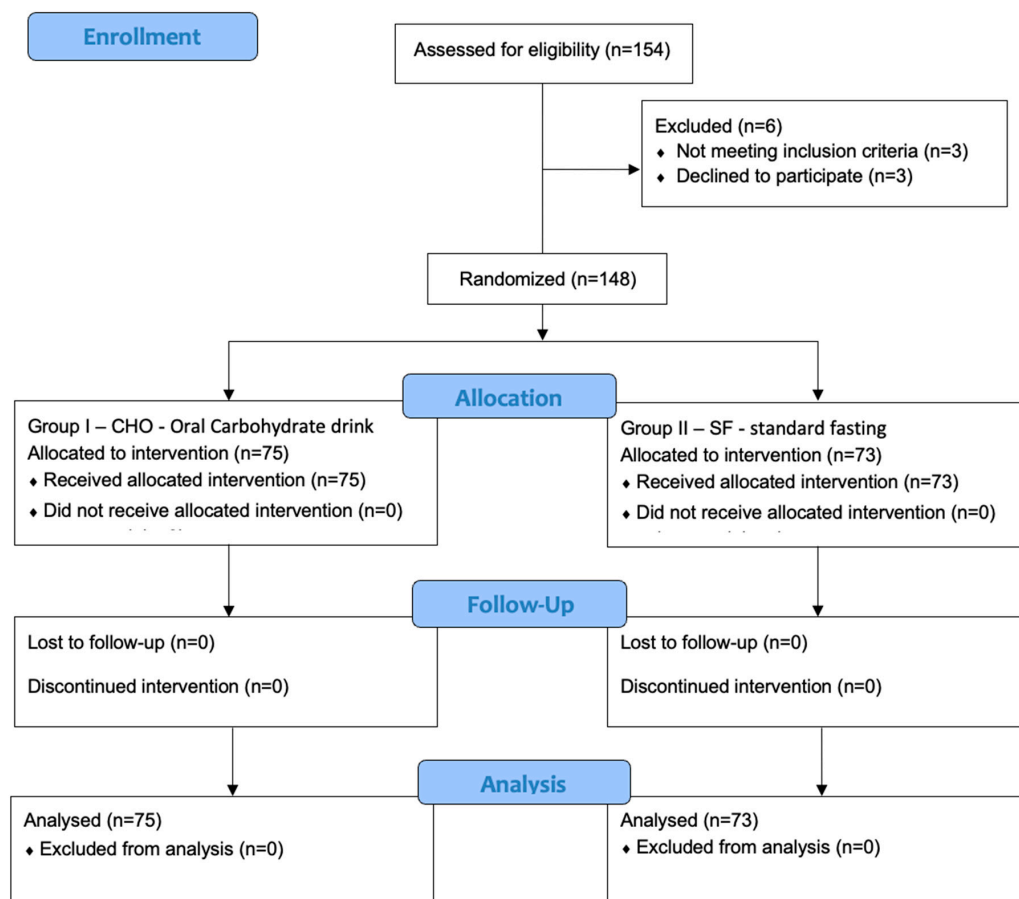 Enrollment
Assessed for eligibility (n=154)
Excluded (n=6)
♦ Not meeting inclusion criteria (n=3)
♦ Declined to participate (n=3)
Randomized (n=148)
Allocation
Group I – CHO - Oral Carbohydrate drink
Allocated to intervention (n=75)
♦ Received allocated intervention (n=75)
♦ Did not receive allocated intervention (n=0)
Group II – SF - standard fasting
Allocated to intervention (n=73)
♦ Received allocated intervention (n=73)
♦ Did not receive allocated intervention (n=0)
Follow-Up
Lost to follow-up (n=0)
Discontinued intervention (n=0)
Lost to follow-up (n=0)
Discontinued intervention (n=0)
Analysis
Analysed (n=75)
♦ Excluded from analysis (n=0)
Analysed (n=73)
♦ Excluded from analysis (n=0)